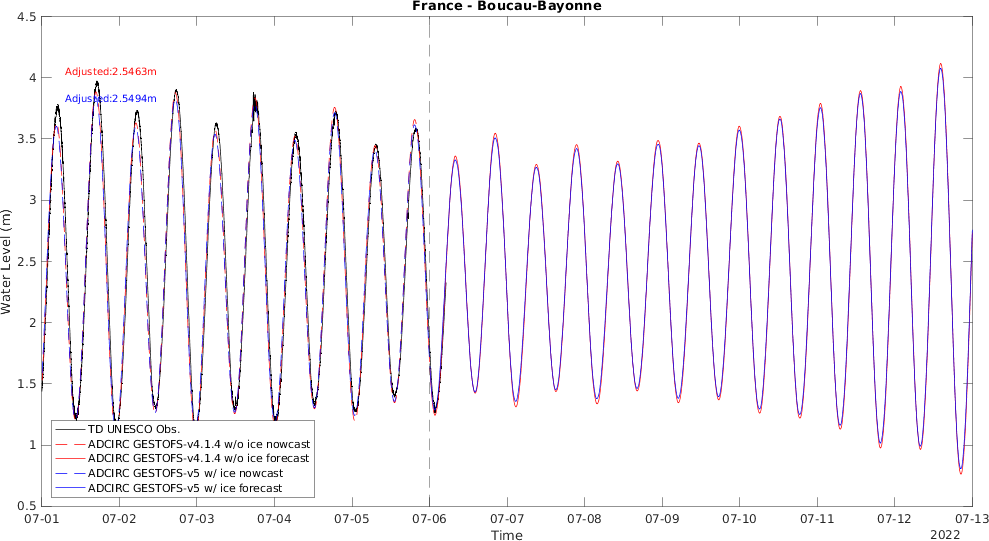 France - Boucau-Bayonne
4.5
4
3.5
3
2.5
2
1.5
1
0.5
Water Level (m)
Adjusted:2.5463m
Adjusted:2.5494m
TD UNESCO Obs.
ADCIRC GESTOFS-v4.1.4 w/o ice nowcast
ADCIRC GESTOFS-v4.1.4 w/o ice forecast
ADCIRC GESTOFS-v5 w/ ice nowcast
ADCIRC GESTOFS-v5 w/ ice forecast
07-01 07-02 07-03 07-04 07-05 07-06 07-07 07-08 07-09 07-10 07-11 07-12 07-13
Time
2022